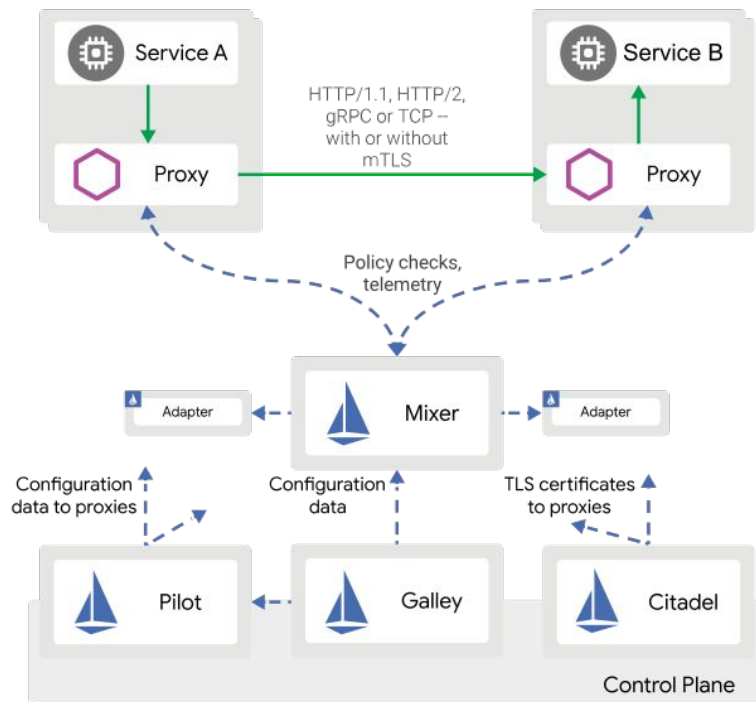 Service A
Service B
HTTP/1.1, HTTP/2,
gRPC or TCP --
with or without
mTLS
Proxy
Proxy
Policy checks,
telemetry
Adapter
Mixer
Adapter
Configuration
data to proxies
Configuration
data
TLS certificates
to proxies
Pilot
Galley
Citadel
Control Plane